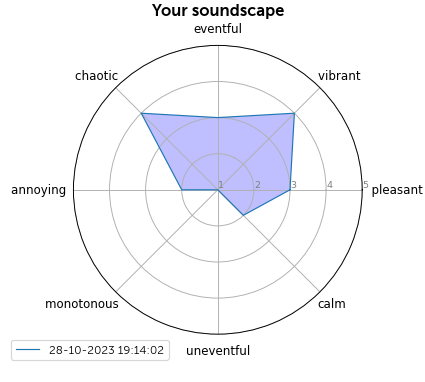 Your soundscape
eventful
chaotic
vibrant
annoying
1 2 3 4 5
pleasant
monotonous
calm
uneventful
28-10-2023 19:14:02